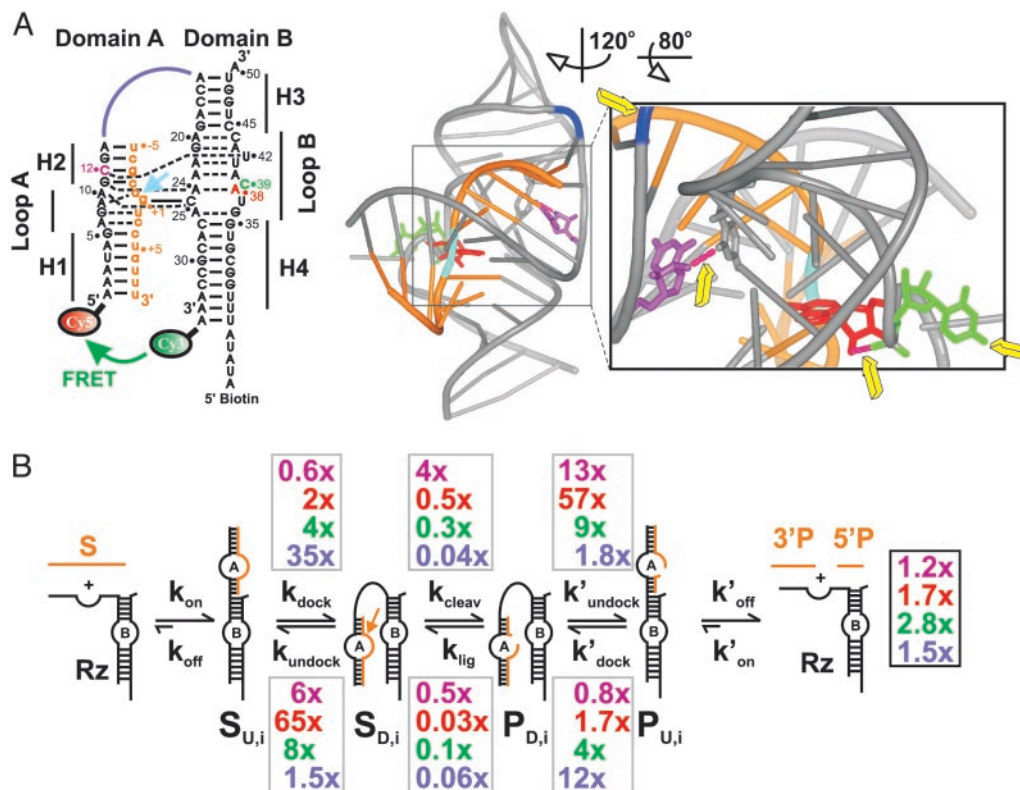 A
Domain A Domain B
3'
50
H3
45
20
H2
42
12
Loop A
Loop B
10
24
39
38
+1
25
35
5
+5
H1
30
H4
5'
3'
3'
Cy5
Cy3
FRET
5' Biotin
120° 80°
B
0.6x 4x 13x
2x 0.5x 57x
4x 0.3x 9x
35x 0.04x 1.8x
S
3'P 5'P
+
+
A A A A
B B B B B B
k_on k_dock k_cleav k'_undock k'_off
k_off k_undock k_lig k'_dock k'_on
Rz
Rz
1.2x
1.7x
2.8x
1.5x
S_U,i S_D,i P_D,i P_U,i
6x 0.5x 0.8x
65x 0.03x 1.7x
8x 0.1x 4x
1.5x 0.06x 12x